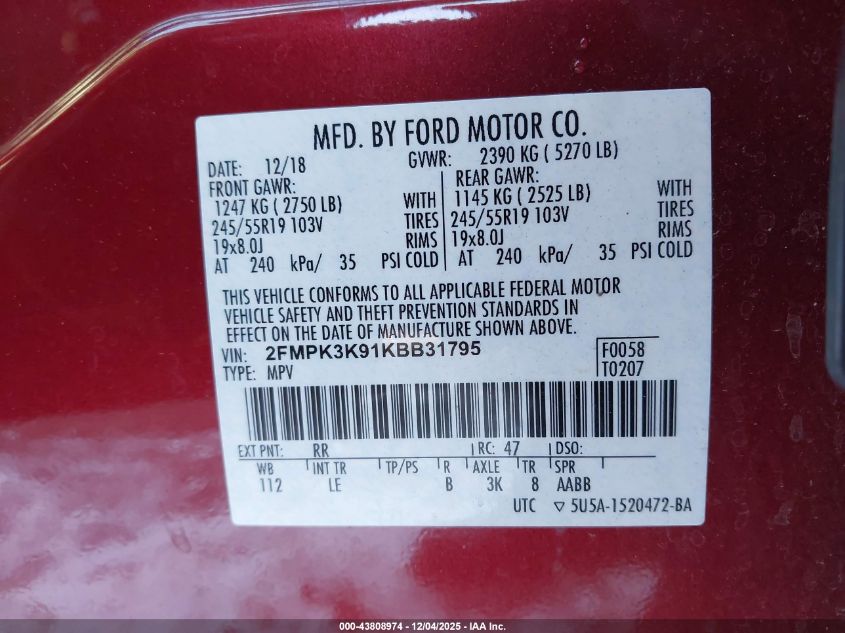 MFD. BY FORD MOTOR CO.
DATE: 12/18 GVWR: 2390 KG ( 5270 LB)
FRONT GAWR: REAR GAWR:
1247 KG ( 2750 LB) WITH 1145 KG ( 2525 LB) WITH
245/55R19 103V TIRES 245/55R19 103V TIRES
19x8.0J RIMS 19x8.0J RIMS
AT 240 kPa/ 35 PSI COLD AT 240 kPa/ 35 PSI COLD
THIS VEHICLE CONFORMS TO ALL APPLICABLE FEDERAL MOTOR
VEHICLE SAFETY AND THEFT PREVENTION STANDARDS IN
EFFECT ON THE DATE OF MANUFACTURE SHOWN ABOVE.
VIN: 2FMPK3K91KBB31795 F0058
TYPE: MPV T0207
EXT PNT: RR RC: 47 DSO:
WB INT TR TP/PS R AXLE TR SPR
112 LE B 3K 8 AABB
UTC ▽ 5U5A-1520472-BA
000-43808974 - 12/04/2025 - IAA Inc.